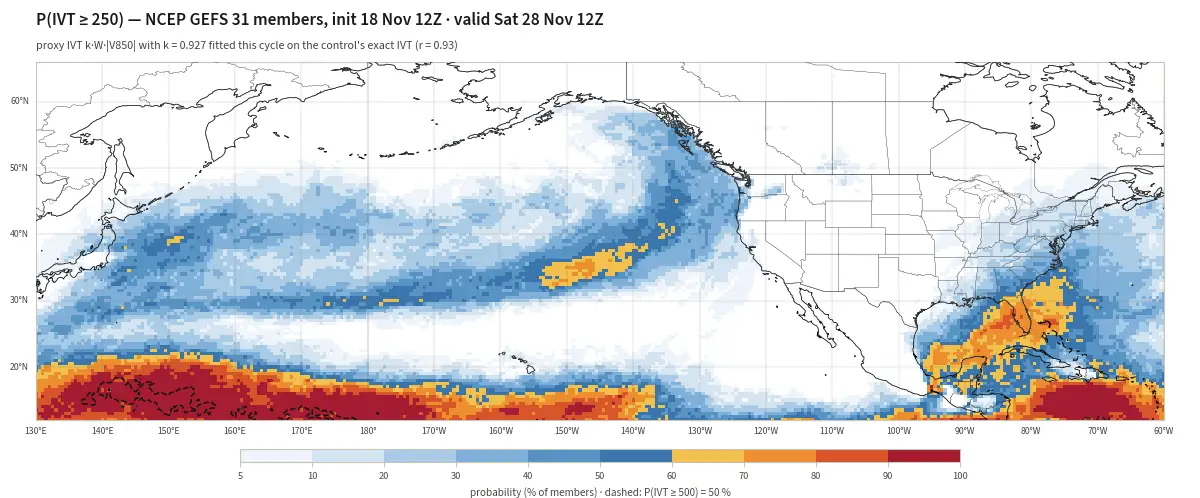 P(IVT ≥ 250) — NCEP GEFS 31 members, init 18 Nov 12Z · valid Sat 28 Nov 12Z
proxy IVT k·W·|V850| with k = 0.927 fitted this cycle on the control's exact IVT (r = 0.93)
60°N
50°N
40°N
30°N
20°N
130°E 140°E 150°E 160°E 170°E 180° 170°W 160°W 150°W 140°W 130°W 120°W 110°W 100°W 90°W 80°W 70°W 60°W
5 10 20 30 40 50 60 70 80 90 100
probability (% of members) · dashed: P(IVT ≥ 500) = 50 %